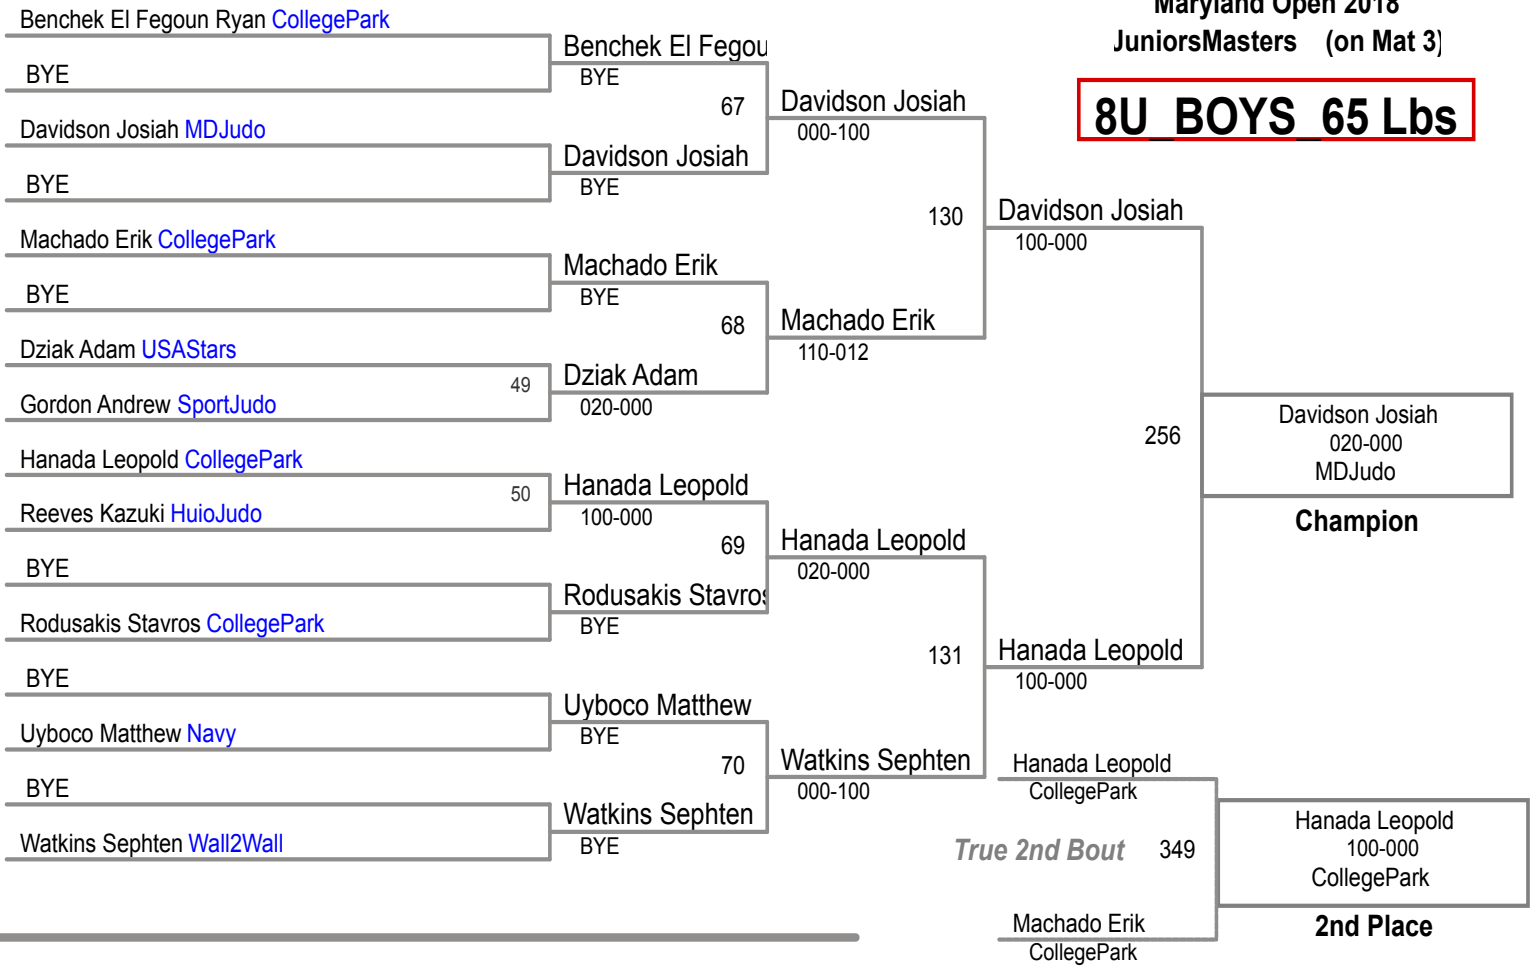 Maryland Open 2018
JuniorsMasters (on Mat 3)
8U_BOYS_65 Lbs
Benchek El Fegoun Ryan CollegePark
BYE
Davidson Josiah MDJudo
BYE
Machado Erik CollegePark
BYE
Dziak Adam USAStars
49
Gordon Andrew SportJudo
Hanada Leopold CollegePark
50
Reeves Kazuki HuioJudo
BYE
Rodusakis Stavros CollegePark
BYE
Uyboco Matthew Navy
BYE
Watkins Sephten Wall2Wall
Benchek El Fegou
BYE
67
Davidson Josiah
BYE
Machado Erik
BYE
68
Dziak Adam
020-000
Hanada Leopold
100-000
69
Rodusakis Stavros
BYE
Uyboco Matthew
BYE
70
Watkins Sephten
BYE
Davidson Josiah
000-100
130
Machado Erik
110-012
Hanada Leopold
020-000
131
Watkins Sephten
000-100
Davidson Josiah
100-000
256
Hanada Leopold
100-000
Davidson Josiah
020-000
MDJudo
Champion
Hanada Leopold
CollegePark
True 2nd Bout 349
Machado Erik
CollegePark
Hanada Leopold
100-000
CollegePark
2nd Place